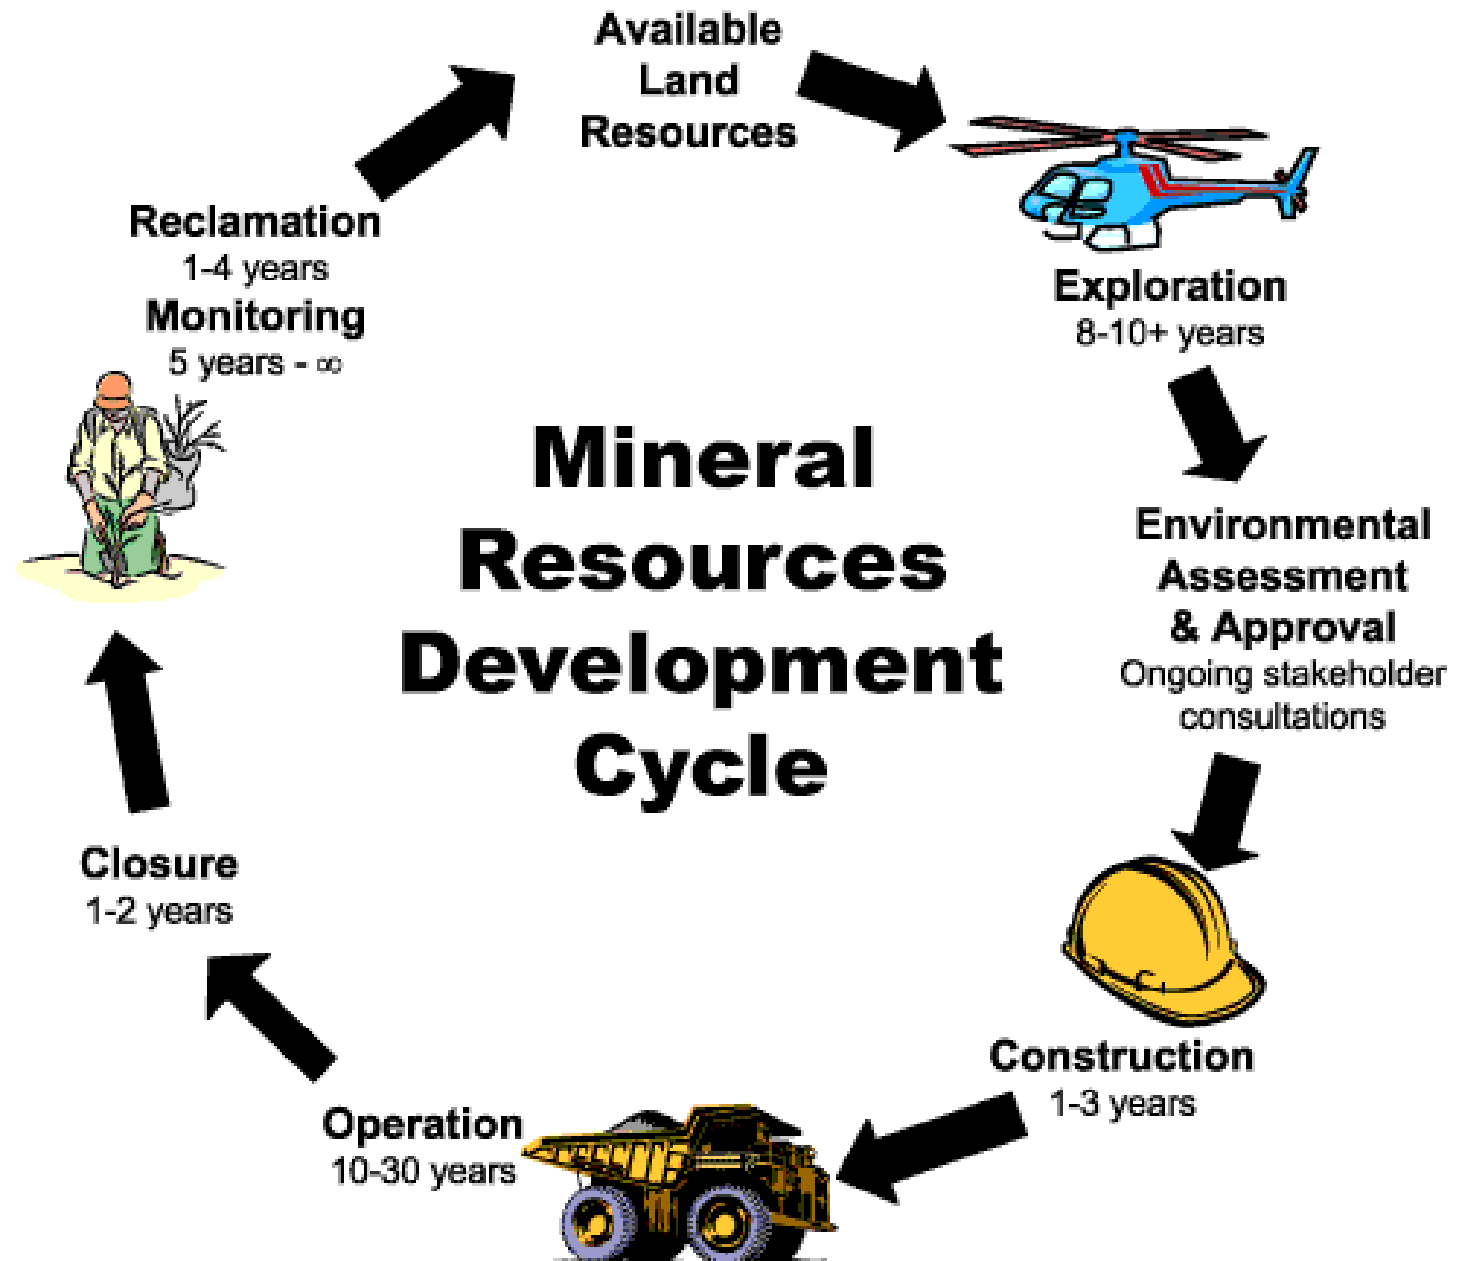 Available
Land
Resources
Exploration
8-10+ years
Environmental
Assessment
& Approval
Ongoing stakeholder
consultations
Construction
1-3 years
Operation
10-30 years
Closure
1-2 years
Reclamation
1-4 years
Monitoring
5 years - ∞
Mineral
Resources
Development
Cycle